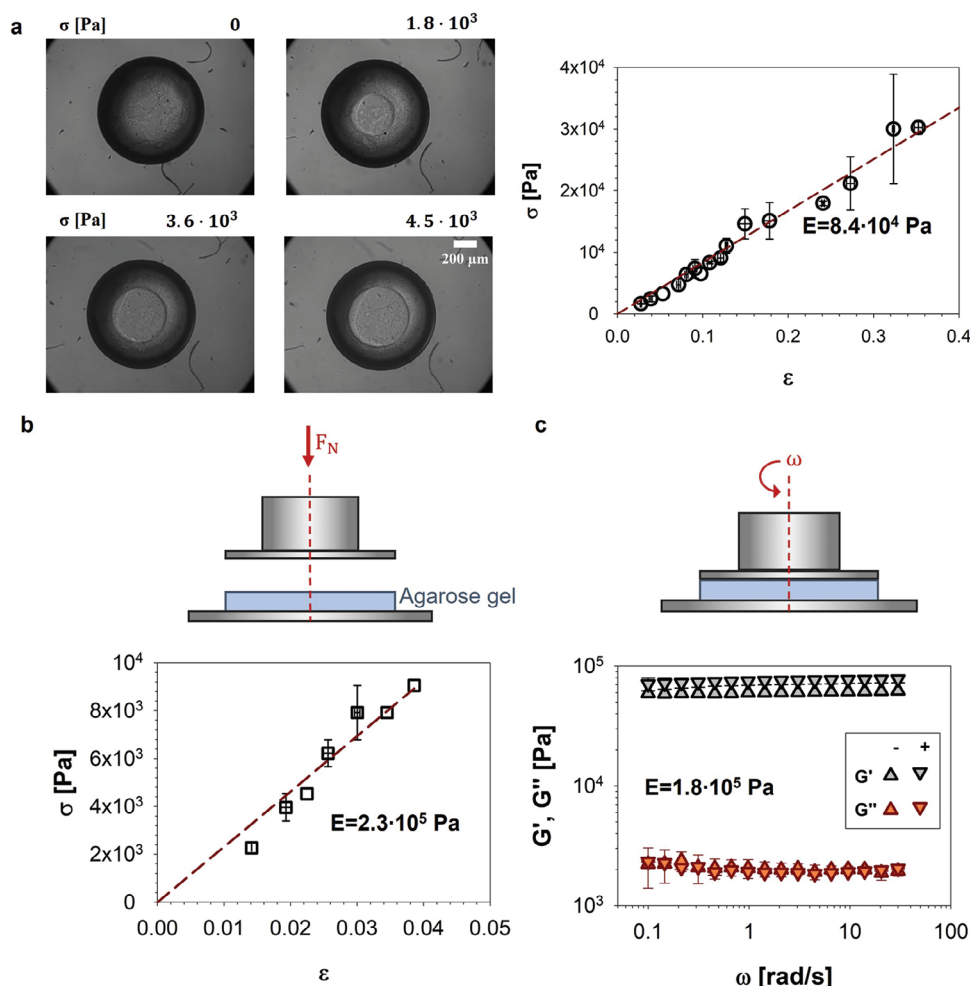 a
σ [Pa] 0
1.8 · 10³
σ [Pa] 3.6 · 10³
4.5 · 10³
200 μm
4x10⁴
3x10⁴
2x10⁴
10⁴
0
σ [Pa]
E=8.4·10⁴ Pa
0.0 0.1 0.2 0.3 0.4
ε
b
F_N
Agarose gel
10⁴
8x10³
6x10³
4x10³
2x10³
0
σ [Pa]
E=2.3·10⁵ Pa
0.00 0.01 0.02 0.03 0.04 0.05
ε
c
ω
10⁵
10⁴
10³
G', G'' [Pa]
E=1.8·10⁵ Pa
- +
G'
G''
0.1 1 10 100
ω [rad/s]